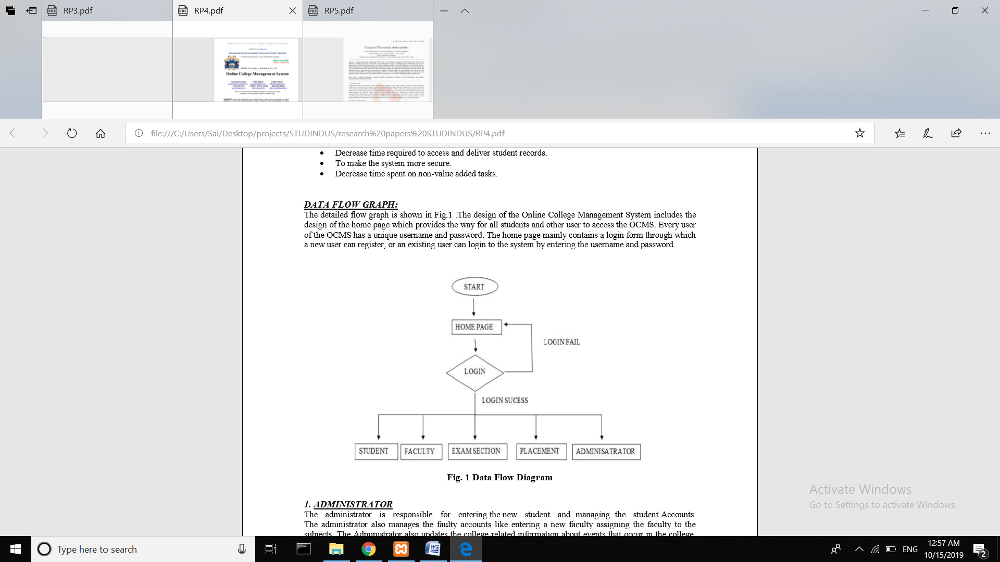 RP3.pdf
RP4.pdf
RP5.pdf
Online College Management System
Campus Placement Automation
file:///C:/Users/Sai/Desktop/projects/STUDINDUS/research%20papers%20STUDINDUS/RP4.pdf
• Decrease time required to access and deliver student records.
• To make the system more secure.
• Decrease time spent on non-value added tasks.
DATA FLOW GRAPH:
The detailed flow graph is shown in Fig.1 .The design of the Online College Management System includes the
design of the home page which provides the way for all students and other user to access the OCMS. Every user
of the OCMS has a unique username and password. The home page mainly contains a login form through which
a new user can register, or an existing user can login to the system by entering the username and password.
START
HOME PAGE
LOGIN FAIL
LOGIN
LOGIN SUCESS
STUDENT
FACULTY
EXAM SECTION
PLACEMENT
ADMINISATRATOR
Fig. 1 Data Flow Diagram
1. ADMINISTRATOR
The administrator is responsible for entering the new student and managing the student Accounts.
The administrator also manages the faulty accounts like entering a new faculty assigning the faculty to the
subjects. The Administrator also updates the college related information about events that occur in the college.
Activate Windows
Go to Settings to activate Windows.
Type here to search
ENG
12:57 AM
10/15/2019
2